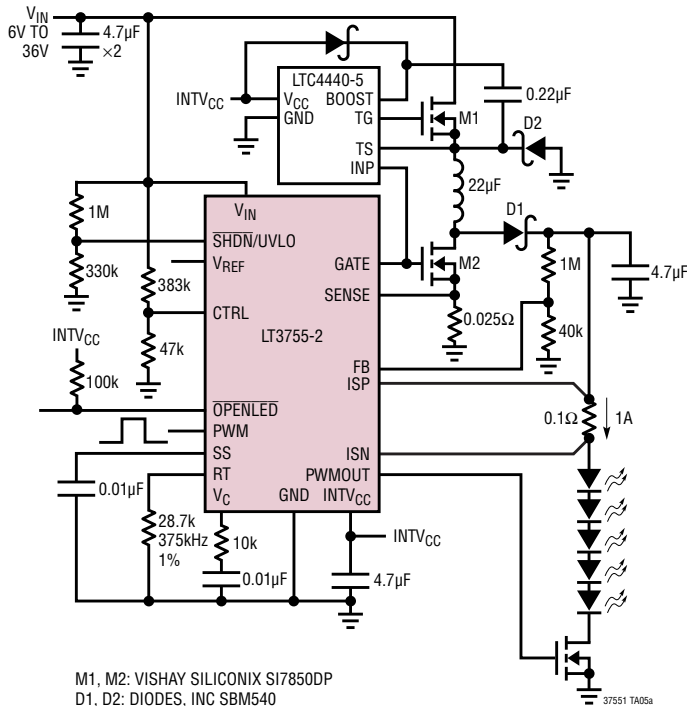 VIN
6V TO
36V
4.7µF
×2
LTC4440-5
INTVCC
VCC
BOOST
GND
TG
TS
INP
M1
0.22µF
D2
22µF
D1
VIN
1M
SHDN/UVLO
VREF
330k
383k
CTRL
47k
LT3755-2
GATE
SENSE
M2
0.025Ω
1M
40k
4.7µF
FB
ISP
INTVCC
100k
OPENLED
PWM
SS
RT
VC
GND
INTVCC
ISN
PWMOUT
0.1Ω
1A
0.01µF
28.7k
375kHz
1%
10k
0.01µF
INTVCC
4.7µF
M1, M2: VISHAY SILICONIX SI7850DP
D1, D2: DIODES, INC SBM540
37551 TA05a